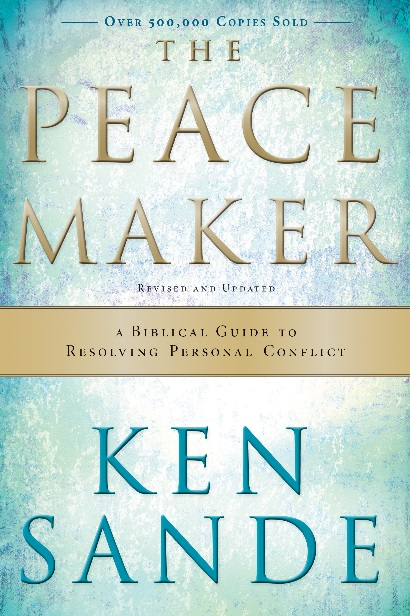 Over 500,000 Copies Sold
THE
PEACE
MAKER
Revised and Updated
A Biblical Guide to
Resolving Personal Conflict
KEN
SANDE